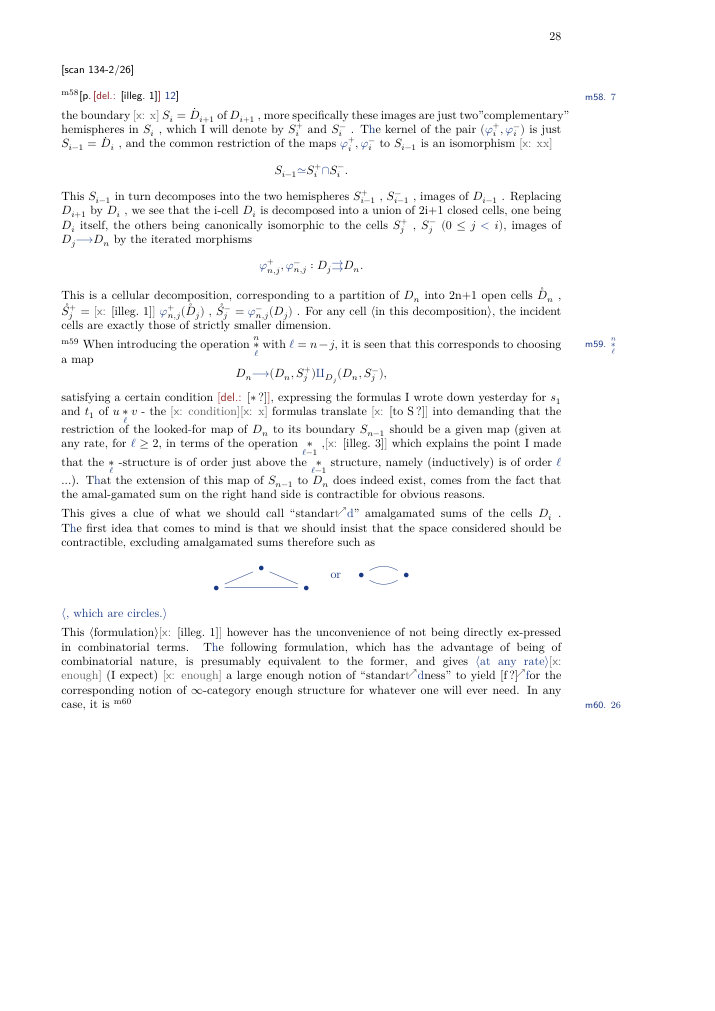 28
[scan 134-2/26]
m58[p. [del.: [illeg. 1]] 12]
m58. 7
the boundary [x: x] S_i = Ḋ_{i+1} of D_{i+1} , more specifically these images are just two”complementary”
hemispheres in S_i , which I will denote by S_i^+ and S_i^- . The kernel of the pair (φ_i^+, φ_i^-) is just
S_{i−1} = Ḋ_i , and the common restriction of the maps φ_i^+, φ_i^- to S_{i−1} is an isomorphism [x: xx]
S_{i−1}≃S_i^+∩S_i^-.
This S_{i−1} in turn decomposes into the two hemispheres S_{i−1}^+ , S_{i−1}^- , images of D_{i−1} . Replacing
D_{i+1} by D_i , we see that the i-cell D_i is decomposed into a union of 2i+1 closed cells, one being
D_i itself, the others being canonically isomorphic to the cells S_j^+ , S_j^- (0 ≤ j < i), images of
D_j⟶D_n by the iterated morphisms
φ_{n,j}^+, φ_{n,j}^- : D_j⇉D_n.
This is a cellular decomposition, corresponding to a partition of D_n into 2n+1 open cells D̊_n ,
S̊_j^+ = [x: [illeg. 1]] φ_{n,j}^+(D̊_j) , S̊_j^- = φ_{n,j}^-(D_j) . For any cell ⟨in this decomposition⟩, the incident
cells are exactly those of strictly smaller dimension.
m59 When introducing the operation *_ℓ^n with ℓ = n−j, it is seen that this corresponds to choosing
m59. *_ℓ^n
a map
D_n⟶(D_n, S_j^+)⨿_{D_j}(D_n, S_j^-),
satisfying a certain condition [del.: [∗ ?]], expressing the formulas I wrote down yesterday for s_1
and t_1 of u *_ℓ v - the [x: condition][x: x] formulas translate [x: [to S ?]] into demanding that the
restriction of the looked-for map of D_n to its boundary S_{n−1} should be a given map (given at
any rate, for ℓ ≥ 2, in terms of the operation *_{ℓ−1} ,[x: [illeg. 3]] which explains the point I made
that the *_ℓ -structure is of order just above the *_{ℓ−1} structure, namely (inductively) is of order ℓ
...). That the extension of this map of S_{n−1} to D_n does indeed exist, comes from the fact that
the amal-gamated sum on the right hand side is contractible for obvious reasons.
This gives a clue of what we should call “standart↗d” amalgamated sums of the cells D_i .
The first idea that comes to mind is that we should insist that the space considered should be
contractible, excluding amalgamated sums therefore such as
or
⟨, which are circles.⟩
This ⟨formulation⟩[x: [illeg. 1]] however has the unconvenience of not being directly ex-pressed
in combinatorial terms. The following formulation, which has the advantage of being of
combinatorial nature, is presumably equivalent to the former, and gives ⟨at any rate⟩[x:
enough] (I expect) [x: enough] a large enough notion of “standart↗dness” to yield [f ?]↗for the
corresponding notion of ∞-category enough structure for whatever one will ever need. In any
case, it is m60
m60. 26